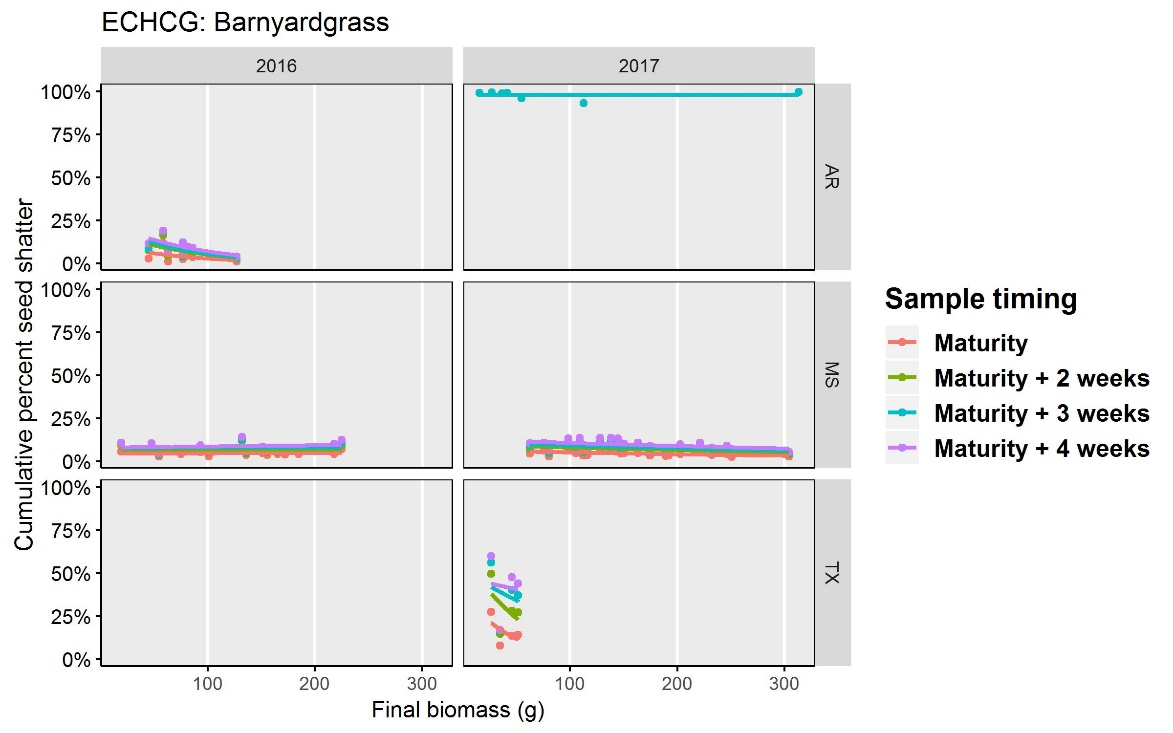 ECHCG: Barnyardgrass
2016
2017
Cumulative percent seed shatter
100%
75%
50%
25%
0%
AR
100%
75%
50%
25%
0%
MS
100%
75%
50%
25%
0%
TX
100 200 300
100 200 300
Final biomass (g)
Sample timing
Maturity
Maturity + 2 weeks
Maturity + 3 weeks
Maturity + 4 weeks